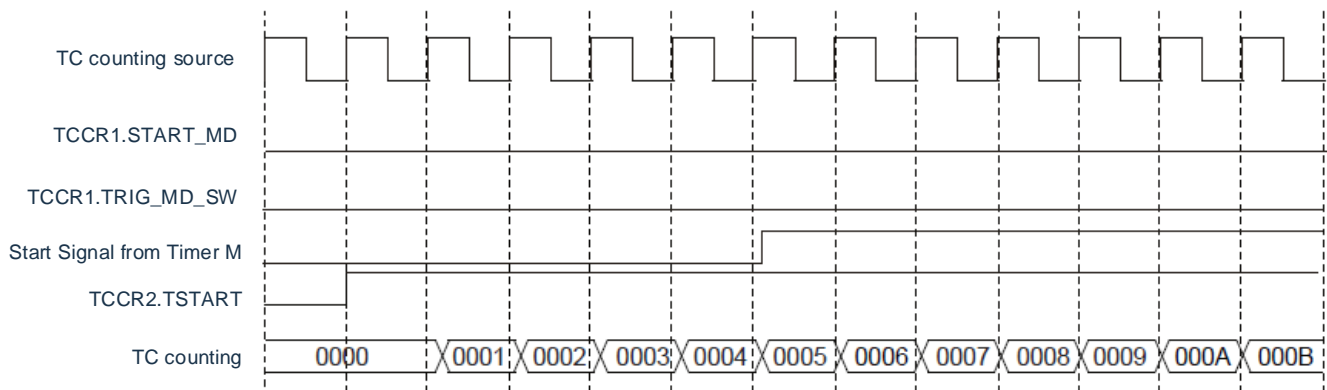 TC counting source
TCCR1.START_MD
TCCR1.TRIG_MD_SW
Start Signal from Timer M
TCCR2.TSTART
TC counting 0000 0001 0002 0003 0004 0005 0006 0007 0008 0009 000A 000B